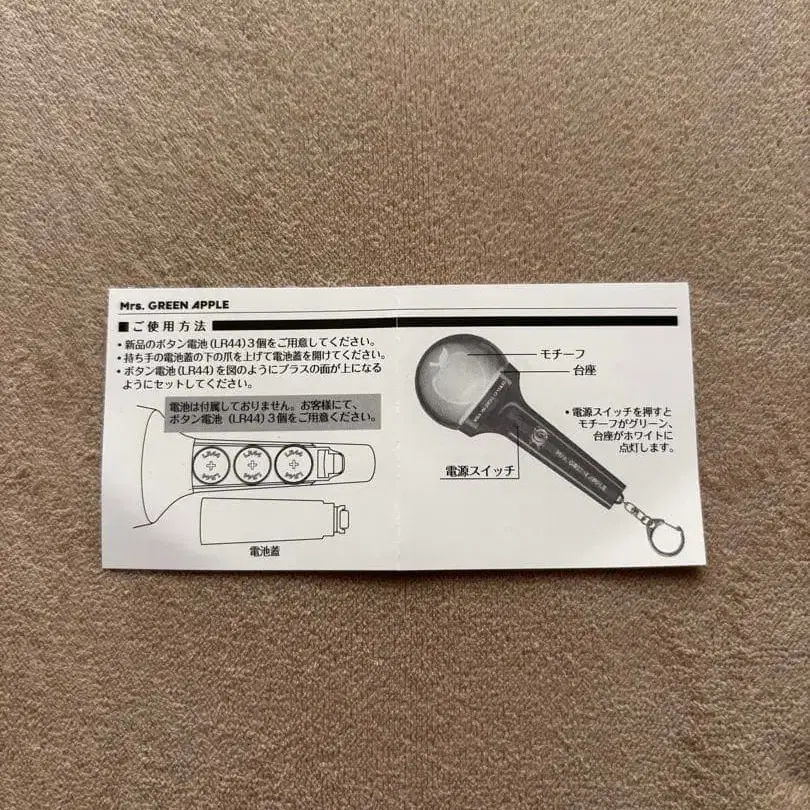 Mrs. GREEN APPLE
■ご使用方法
・新品のボタン電池(LR44)3個をご用意してください。
・持ち手の電池蓋の下の爪を上げて電池蓋を開けてください。
・ボタン電池(LR44)を図のようにプラスの面が上になる
ようにセットしてください。
電池は付属しておりません。お客様にて、
ボタン電池(LR44)3個をご用意ください。
LR44 LR44 LR44
+ + +
LR44 LR44 LR44
電池蓋
モチーフ
台座
電源スイッチ
・電源スイッチを押すと
モチーフがグリーン、
台座がホワイトに
点灯します。
Mrs. GREEN APPLE